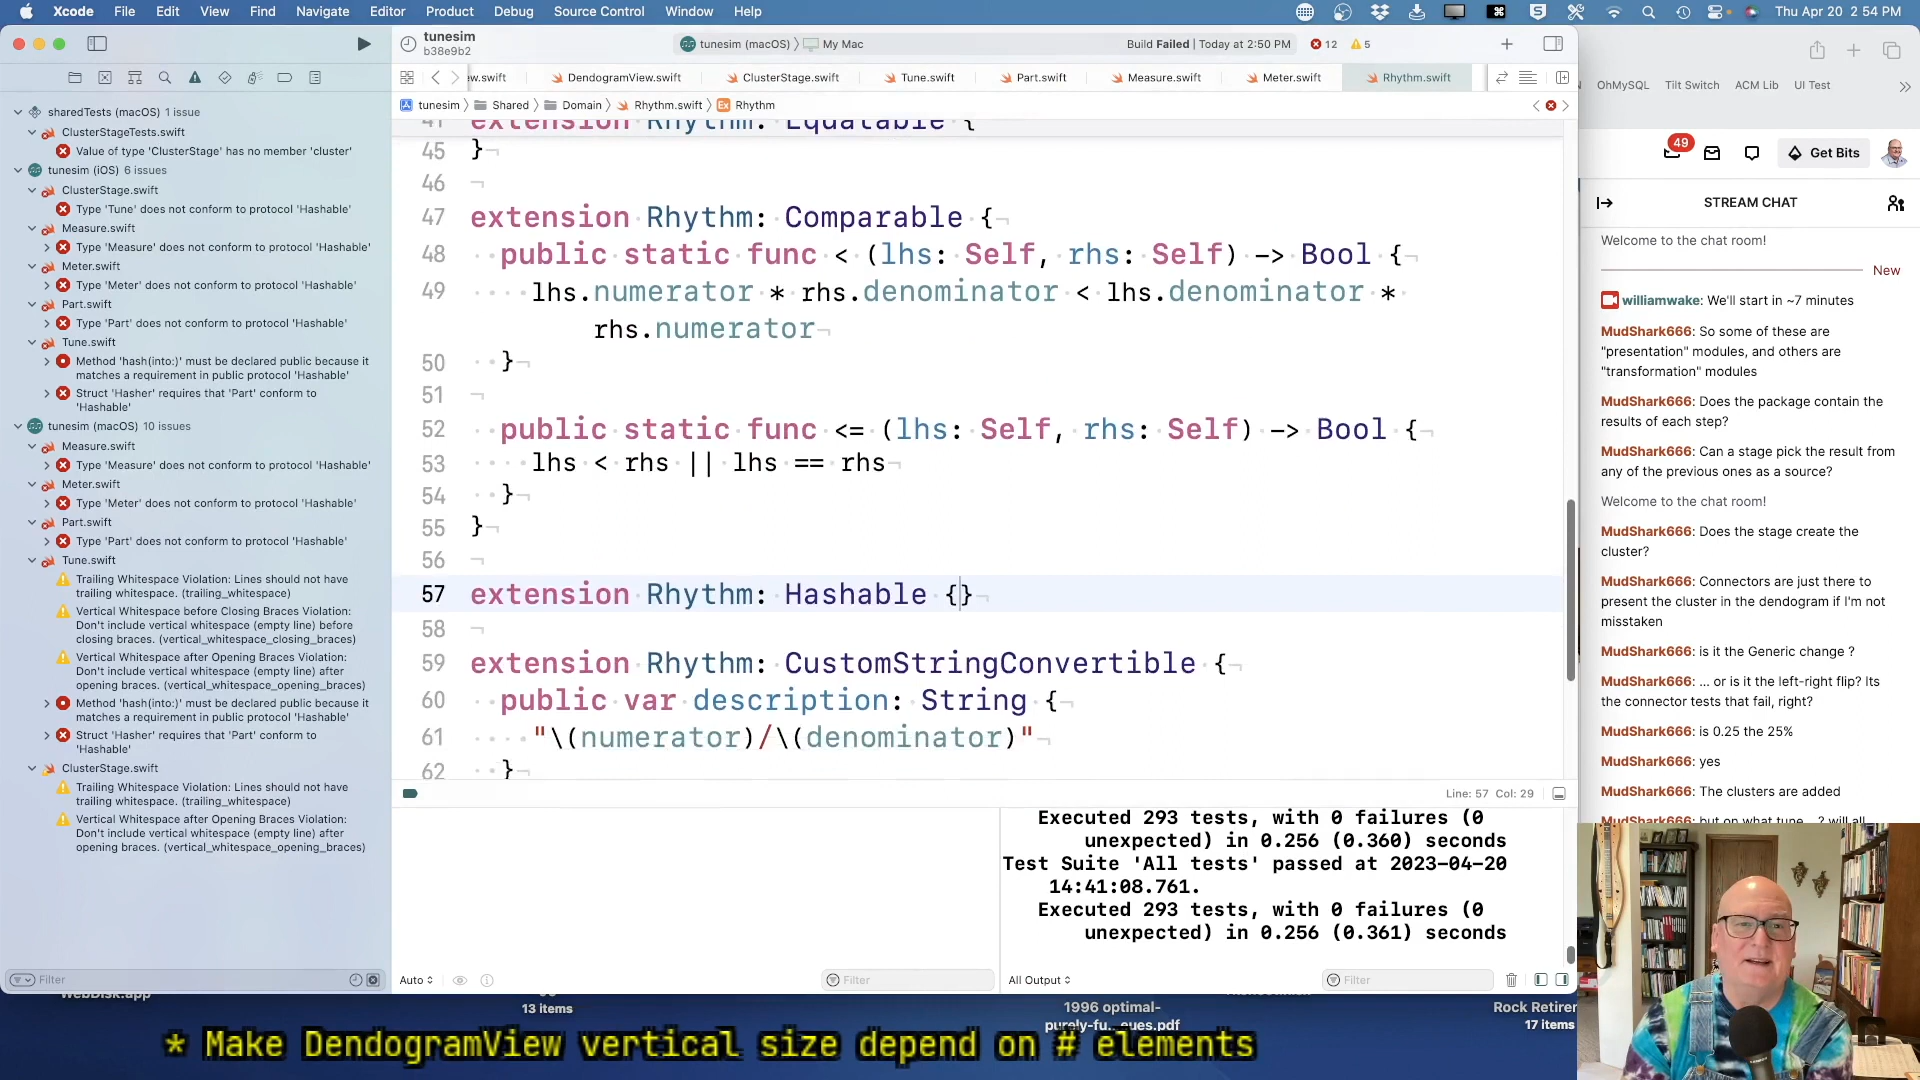 Xcode File Edit View Find Navigate Editor Product Debug Source Control Window Help Thu Apr 20 2:54 PM
tunesim
b38e9b2
tunesim (macOS) My Mac
Build Failed | Today at 2:50 PM 12 5
ew.swift DendogramView.swift ClusterStage.swift Tune.swift Part.swift Measure.swift Meter.swift Rhythm.swift
tunesim Shared Domain Rhythm.swift Ex Rhythm
sharedTests (macOS) 1 issue
ClusterStageTests.swift
Value of type 'ClusterStage' has no member 'cluster'
tunesim (iOS) 6 issues
ClusterStage.swift
Type 'Tune' does not conform to protocol 'Hashable'
Measure.swift
Type 'Measure' does not conform to protocol 'Hashable'
Meter.swift
Type 'Meter' does not conform to protocol 'Hashable'
Part.swift
Type 'Part' does not conform to protocol 'Hashable'
Tune.swift
Method 'hash(into:)' must be declared public because it
matches a requirement in public protocol 'Hashable'
Struct 'Hasher' requires that 'Part' conform to
'Hashable'
tunesim (macOS) 10 issues
Measure.swift
Type 'Measure' does not conform to protocol 'Hashable'
Meter.swift
Type 'Meter' does not conform to protocol 'Hashable'
Part.swift
Type 'Part' does not conform to protocol 'Hashable'
Tune.swift
Trailing Whitespace Violation: Lines should not have
trailing whitespace. (trailing_whitespace)
Vertical Whitespace before Closing Braces Violation:
Don't include vertical whitespace (empty line) before
closing braces. (vertical_whitespace_closing_braces)
Vertical Whitespace after Opening Braces Violation:
Don't include vertical whitespace (empty line) after
opening braces. (vertical_whitespace_opening_braces)
Method 'hash(into:)' must be declared public because it
matches a requirement in public protocol 'Hashable'
Struct 'Hasher' requires that 'Part' conform to
'Hashable'
ClusterStage.swift
Trailing Whitespace Violation: Lines should not have
trailing whitespace. (trailing_whitespace)
Vertical Whitespace after Opening Braces Violation:
Don't include vertical whitespace (empty line) after
opening braces. (vertical_whitespace_opening_braces)
Filter
41 extension Rhythm: Equatable {
45 }
46
47 extension Rhythm: Comparable {
48 public static func < (lhs: Self, rhs: Self) -> Bool {
49 lhs.numerator * rhs.denominator < lhs.denominator *
rhs.numerator
50 }
51
52 public static func <= (lhs: Self, rhs: Self) -> Bool {
53 lhs < rhs || lhs == rhs
54 }
55 }
56
57 extension Rhythm: Hashable {}
58
59 extension Rhythm: CustomStringConvertible {
60 public var description: String {
61 "\(numerator)/\(denominator)"
62 }
Line: 57 Col: 29
Executed 293 tests, with 0 failures (0
unexpected) in 0.256 (0.360) seconds
Test Suite 'All tests' passed at 2023-04-20
14:41:08.761.
Executed 293 tests, with 0 failures (0
unexpected) in 0.256 (0.361) seconds
Auto Filter All Output Filter
OhMySQL Tilt Switch ACM Lib UI Test
49 Get Bits
STREAM CHAT
Welcome to the chat room!
New
williamwake: We'll start in ~7 minutes
MudShark666: So some of these are
"presentation" modules, and others are
"transformation" modules
MudShark666: Does the package contain the
results of each step?
MudShark666: Can a stage pick the result from
any of the previous ones as a source?
Welcome to the chat room!
MudShark666: Does the stage create the
cluster?
MudShark666: Connectors are just there to
present the cluster in the dendogram if I'm not
misstaken
MudShark666: is it the Generic change ?
MudShark666: ... or is it the left-right flip? Its
the connector tests that fail, right?
MudShark666: is 0.25 the 25%
MudShark666: yes
MudShark666: The clusters are added
MudShark666: but on what tune... ? will all
WebDisk.app
13 items
1996 optimal-
purely-fu...eues.pdf
Rock Retirer
17 items
* Make DendogramView vertical size depend on # elements